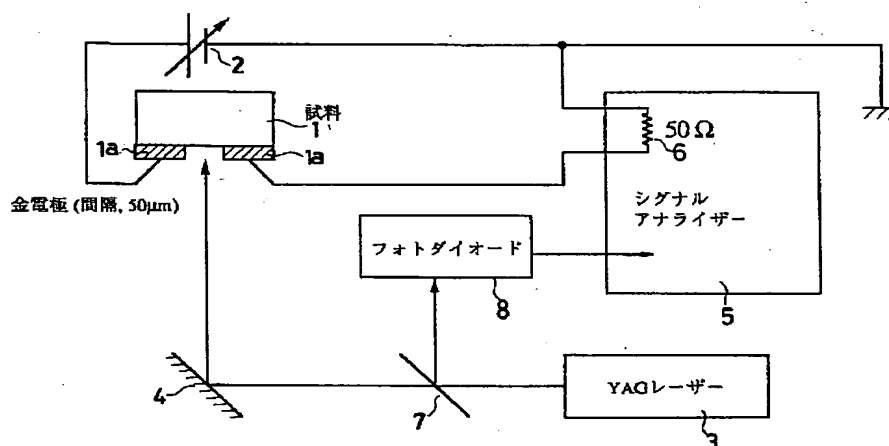 2
試料
1
1a
1a
50 Ω
6
金電極 (間隔, 50μm)
シグナル
アナライザー
フォトダイオード
8
5
4
7
YAGレーザー
3